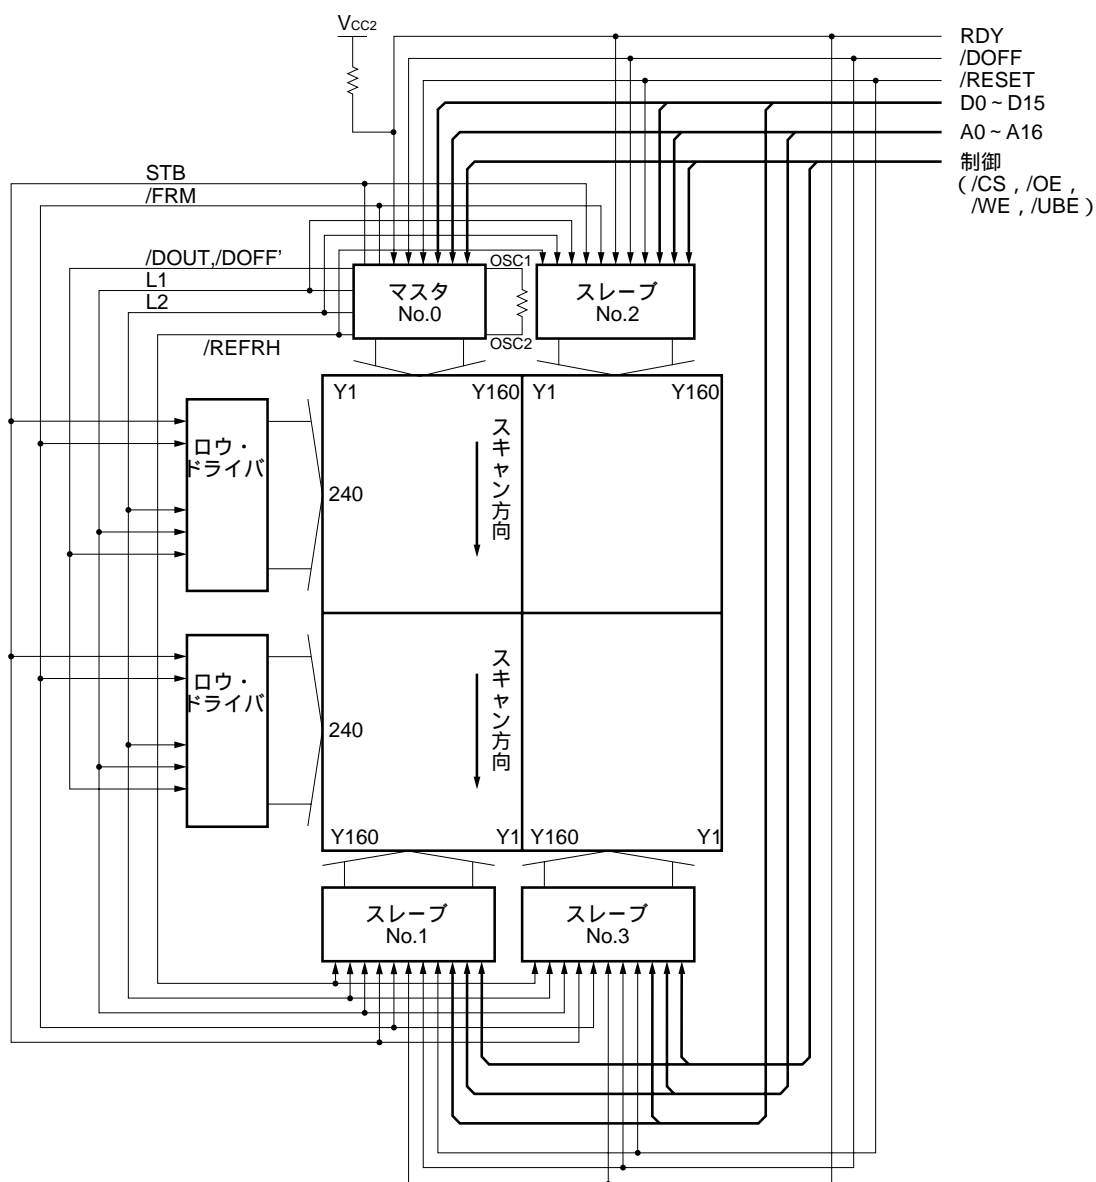 VCC2
RDY
/DOFF
/RESET
D0 ~ D15
A0 ~ A16
制御
( /CS , /OE ,
/WE , /UBE )
STB
/FRM
/DOUT,/DOFF'
L1
L2
/REFRH
OSC1
OSC2
マスタ
No.0
スレーブ
No.2
Y1
Y160
Y1
Y160
ロウ・
ドライバ
240
スキャン方向
ロウ・
ドライバ
240
スキャン方向
Y160
Y1
Y160
Y1
スレーブ
No.1
スレーブ
No.3